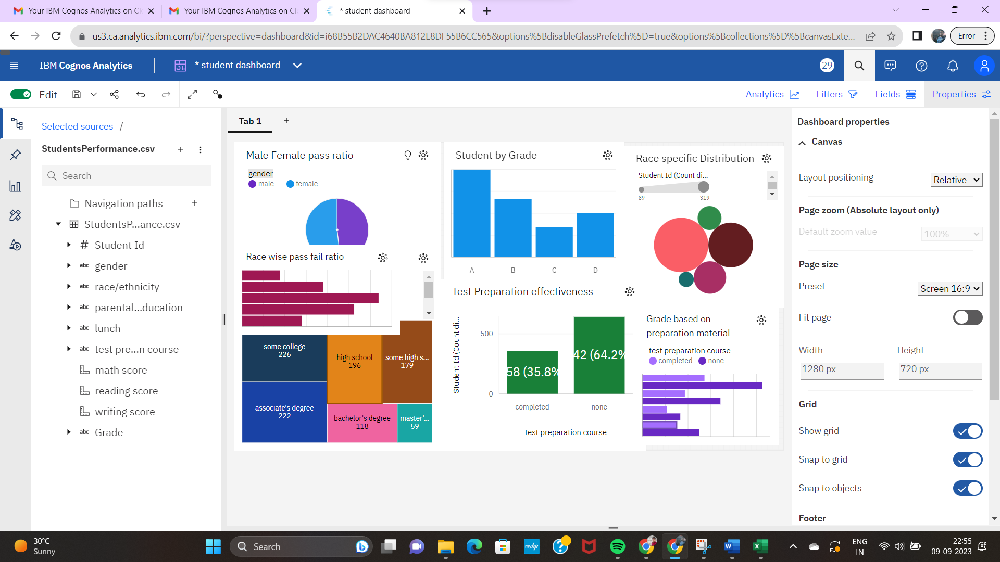 Your IBM Cognos Analytics on Cl
Your IBM Cognos Analytics on Cl
* student dashboard
us3.ca.analytics.ibm.com/bi/?perspective=dashboard&id=i68B55B2DAC4640BA812E8DF55B6CC565&options%5BdisableGlassPrefetch%5D=true&options%5Bcollections%5D%5BcanvasExte...
Error
IBM Cognos Analytics
* student dashboard
29
Edit
Analytics
Filters
Fields
Properties
Selected sources /
StudentsPerformance.csv
Search
Navigation paths
StudentsP...ance.csv
# Student Id
abc gender
abc race/ethnicity
abc parental...ducation
abc lunch
abc test pre...n course
math score
reading score
writing score
abc Grade
Tab 1
Male Female pass ratio
gender
male female
Race wise pass fail ratio
some college
226
high school
196
some high s...
179
associate's degree
222
bachelor's degree
118
master'...
59
Student by Grade
A B C D
Test Preparation effectiveness
Student Id (Count di...
500
0
58 (35.8%
42 (64.2%
completed none
test preparation course
Race specific Distribution
Student Id (Count di...
89 319
Grade based on
preparation material
test preparation course
completed none
Dashboard properties
Canvas
Layout positioning
Relative
Page zoom (Absolute layout only)
Default zoom value
100%
Page size
Preset
Screen 16:9
Fit page
Width Height
1280 px 720 px
Grid
Show grid
Snap to grid
Snap to objects
Footer
30°C
Sunny
Search
myhp
ENG
IN
22:55
09-09-2023